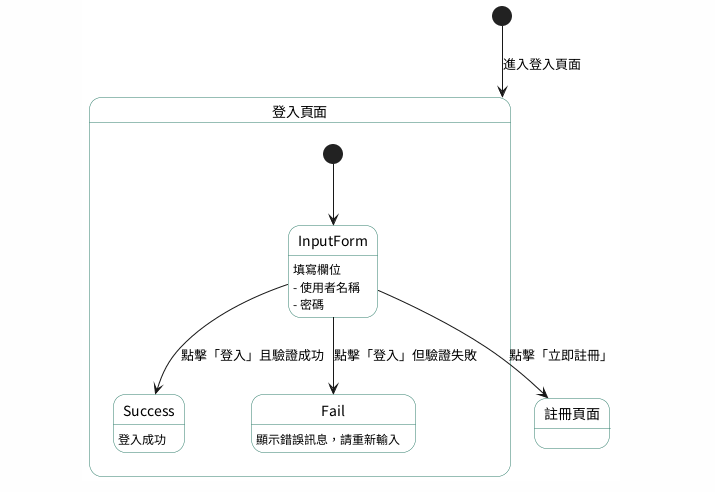 進入登入頁面
登入頁面
InputForm
填寫欄位
- 使用者名稱
- 密碼
點擊「登入」且驗證成功
點擊「登入」但驗證失敗
點擊「立即註冊」
Success
登入成功
Fail
顯示錯誤訊息，請重新輸入
註冊頁面